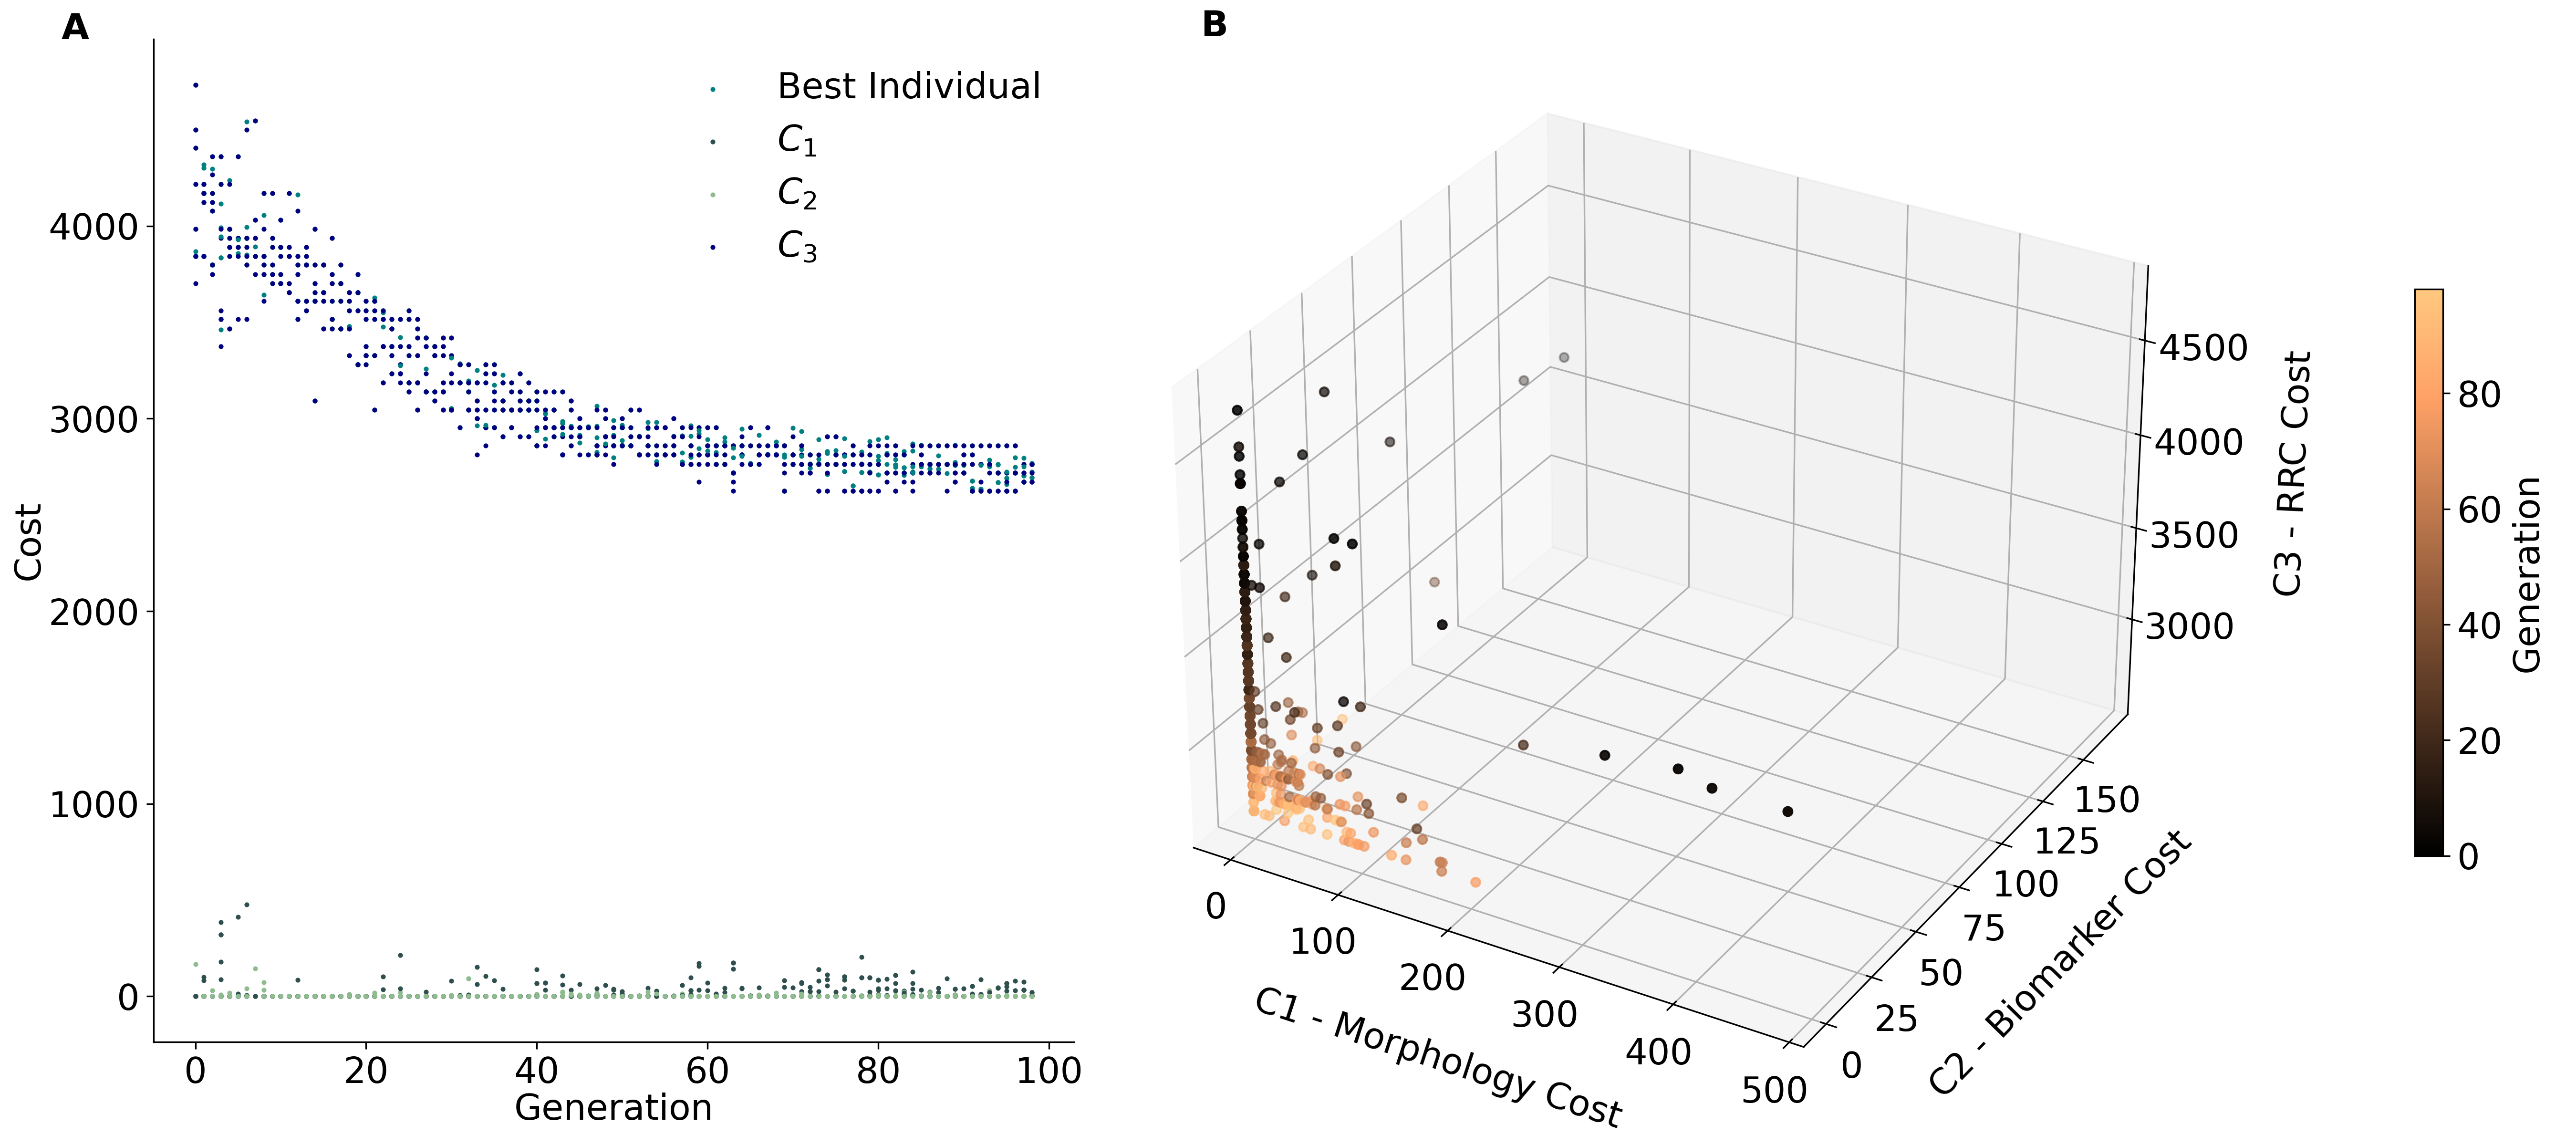 A
Cost
4000
3000
2000
1000
0
0 20 40 60 80 100
Generation
Best Individual
C1
C2
C3
B
0
100
200
300
400
500
C1 - Morphology Cost
0
25
50
75
100
125
150
C2 - Biomarker Cost
4500
4000
3500
3000
C3 - RRC Cost
80
60
40
20
0
Generation